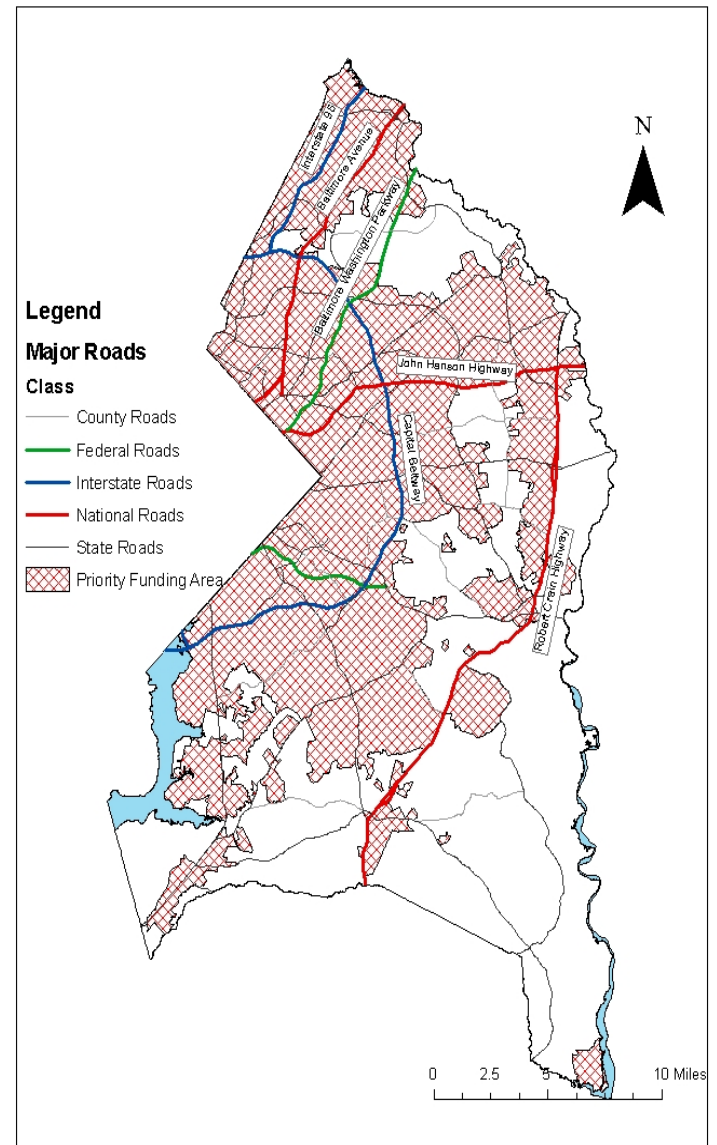 N
Interstate 95
Baltimore Avenue
Baltimore Washington Parkway
John Hanson Highway
Capital Beltway
Robert Crain Highway
Legend
Major Roads
Class
County Roads
Federal Roads
Interstate Roads
National Roads
State Roads
Priority Funding Area
0 2.5 5 10 Miles